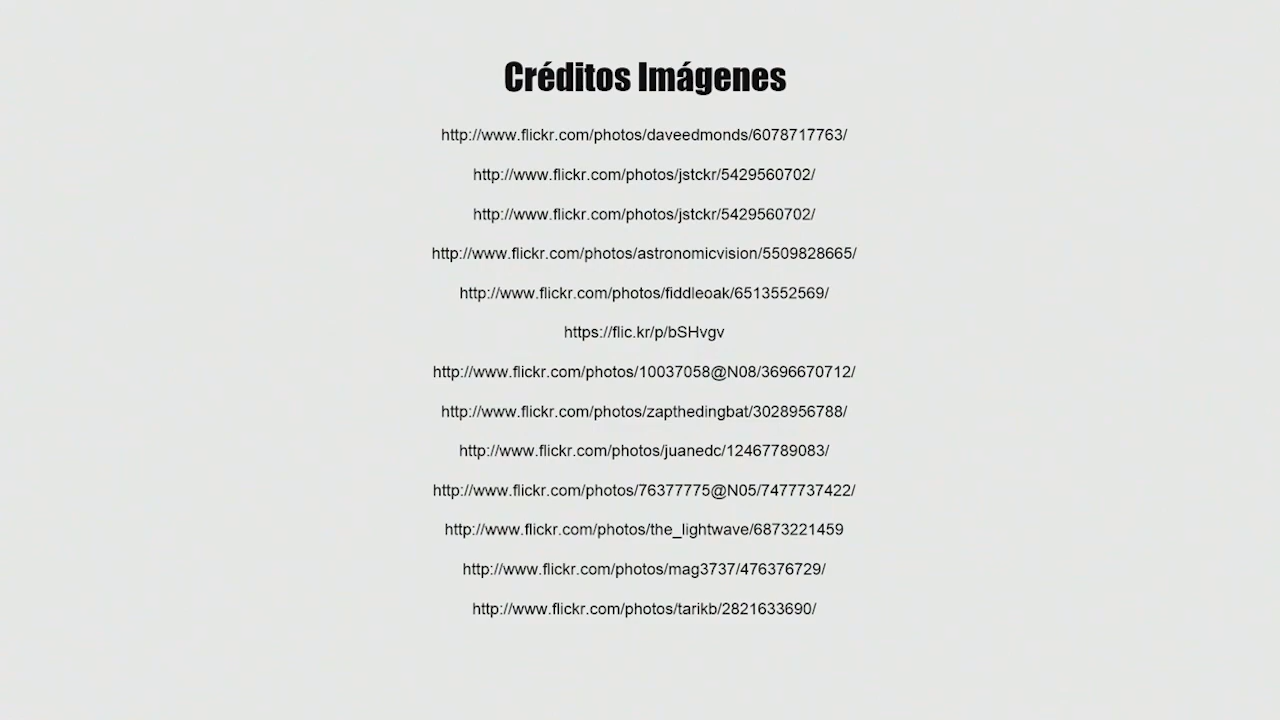 Créditos Imágenes
http://www.flickr.com/photos/daveedmonds/6078717763/
http://www.flickr.com/photos/jstckr/5429560702/
http://www.flickr.com/photos/jstckr/5429560702/
http://www.flickr.com/photos/astronomicvision/5509828665/
http://www.flickr.com/photos/fiddleoak/6513552569/
https://flic.kr/p/bSHvgv
http://www.flickr.com/photos/10037058@N08/3696670712/
http://www.flickr.com/photos/zapthedingbat/3028956788/
http://www.flickr.com/photos/juanedc/12467789083/
http://www.flickr.com/photos/76377775@N05/7477737422/
http://www.flickr.com/photos/the_lightwave/6873221459
http://www.flickr.com/photos/mag3737/476376729/
http://www.flickr.com/photos/tarikb/2821633690/